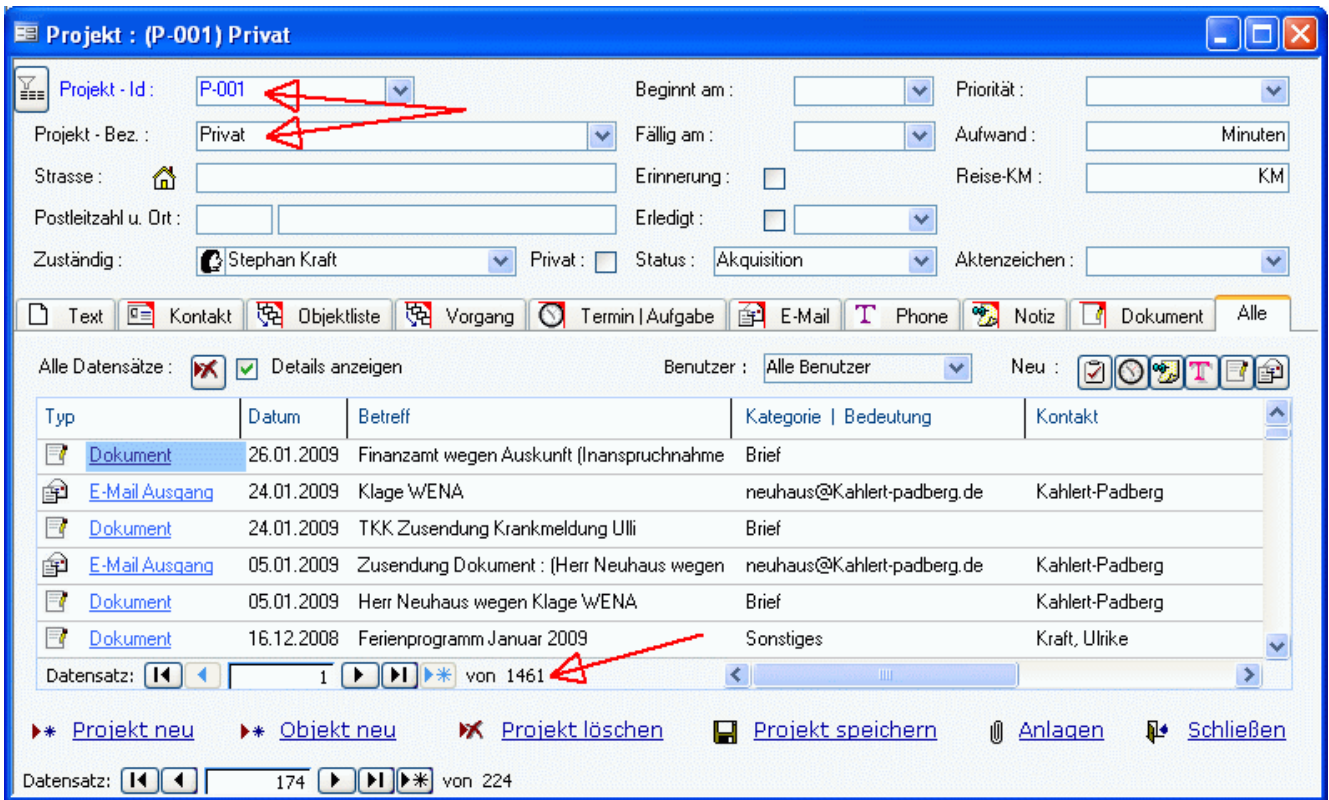 Projekt : (P-001) Privat
Projekt - Id : P-001 Beginnt am : Priorität :
Projekt - Bez. : Privat Fällig am : Aufwand : Minuten
Strasse : Erinnerung : Reise-KM : KM
Postleitzahl u. Ort : Erledigt :
Zuständig : Stephan Kraft Privat : Status : Akquisition Aktenzeichen :
Text Kontakt Objektliste Vorgang Termin | Aufgabe E-Mail Phone Notiz Dokument Alle
Alle Datensätze : Details anzeigen Benutzer : Alle Benutzer Neu :
Typ Datum Betreff Kategorie | Bedeutung Kontakt
Dokument 26.01.2009 Finanzamt wegen Auskunft (Inanspruchnahme Brief
E-Mail Ausgang 24.01.2009 Klage WENA neuhaus@Kahlert-padberg.de Kahlert-Padberg
Dokument 24.01.2009 TKK Zusendung Krankmeldung Ulli Brief
E-Mail Ausgang 05.01.2009 Zusendung Dokument : (Herr Neuhaus wegen neuhaus@Kahlert-padberg.de Kahlert-Padberg
Dokument 05.01.2009 Herr Neuhaus wegen Klage WENA Brief Kahlert-Padberg
Dokument 16.12.2008 Ferienprogramm Januar 2009 Sonstiges Kraft, Ulrike
Datensatz: 1 von 1461
Projekt neu Objekt neu Projekt löschen Projekt speichern Anlagen Schließen
Datensatz: 174 von 224